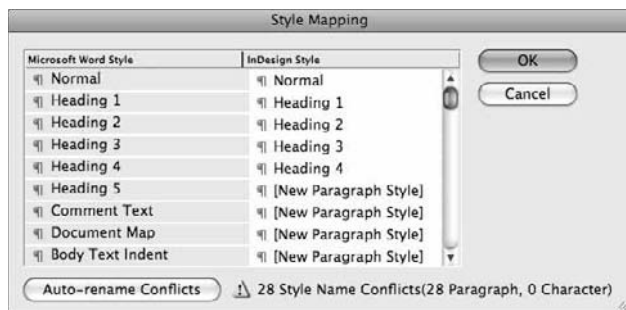 Style Mapping
Microsoft Word Style InDesign Style
¶ Normal ¶ Normal
¶ Heading 1 ¶ Heading 1
¶ Heading 2 ¶ Heading 2
¶ Heading 3 ¶ Heading 3
¶ Heading 4 ¶ Heading 4
¶ Heading 5 ¶ [New Paragraph Style]
¶ Comment Text ¶ [New Paragraph Style]
¶ Document Map ¶ [New Paragraph Style]
¶ Body Text Indent ¶ [New Paragraph Style]
OK
Cancel
Auto-rename Conflicts 28 Style Name Conflicts(28 Paragraph, 0 Character)